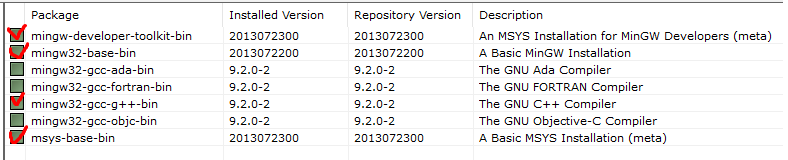 Package Installed Version Repository Version Description
mingw-developer-toolkit-bin 2013072300 2013072300 An MSYS Installation for MinGW Developers (meta)
mingw32-base-bin 2013072200 2013072200 A Basic MinGW Installation
mingw32-gcc-ada-bin 9.2.0-2 9.2.0-2 The GNU Ada Compiler
mingw32-gcc-fortran-bin 9.2.0-2 9.2.0-2 The GNU FORTRAN Compiler
mingw32-gcc-g++-bin 9.2.0-2 9.2.0-2 The GNU C++ Compiler
mingw32-gcc-objc-bin 9.2.0-2 9.2.0-2 The GNU Objective-C Compiler
msys-base-bin 2013072300 2013072300 A Basic MSYS Installation (meta)